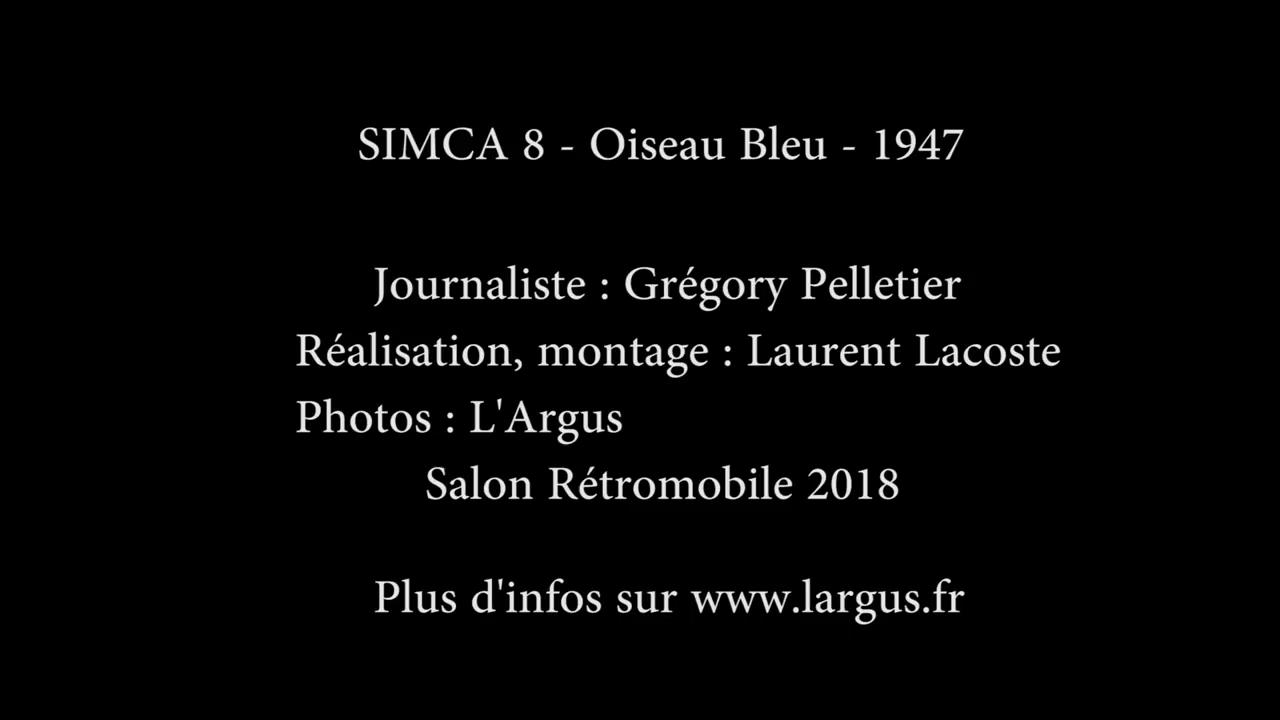 SIMCA 8 - Oiseau Bleu - 1947
Journaliste : Grégory Pelletier
Réalisation, montage : Laurent Lacoste
Photos : L'Argus
Salon Rétromobile 2018
Plus d'infos sur www.largus.fr